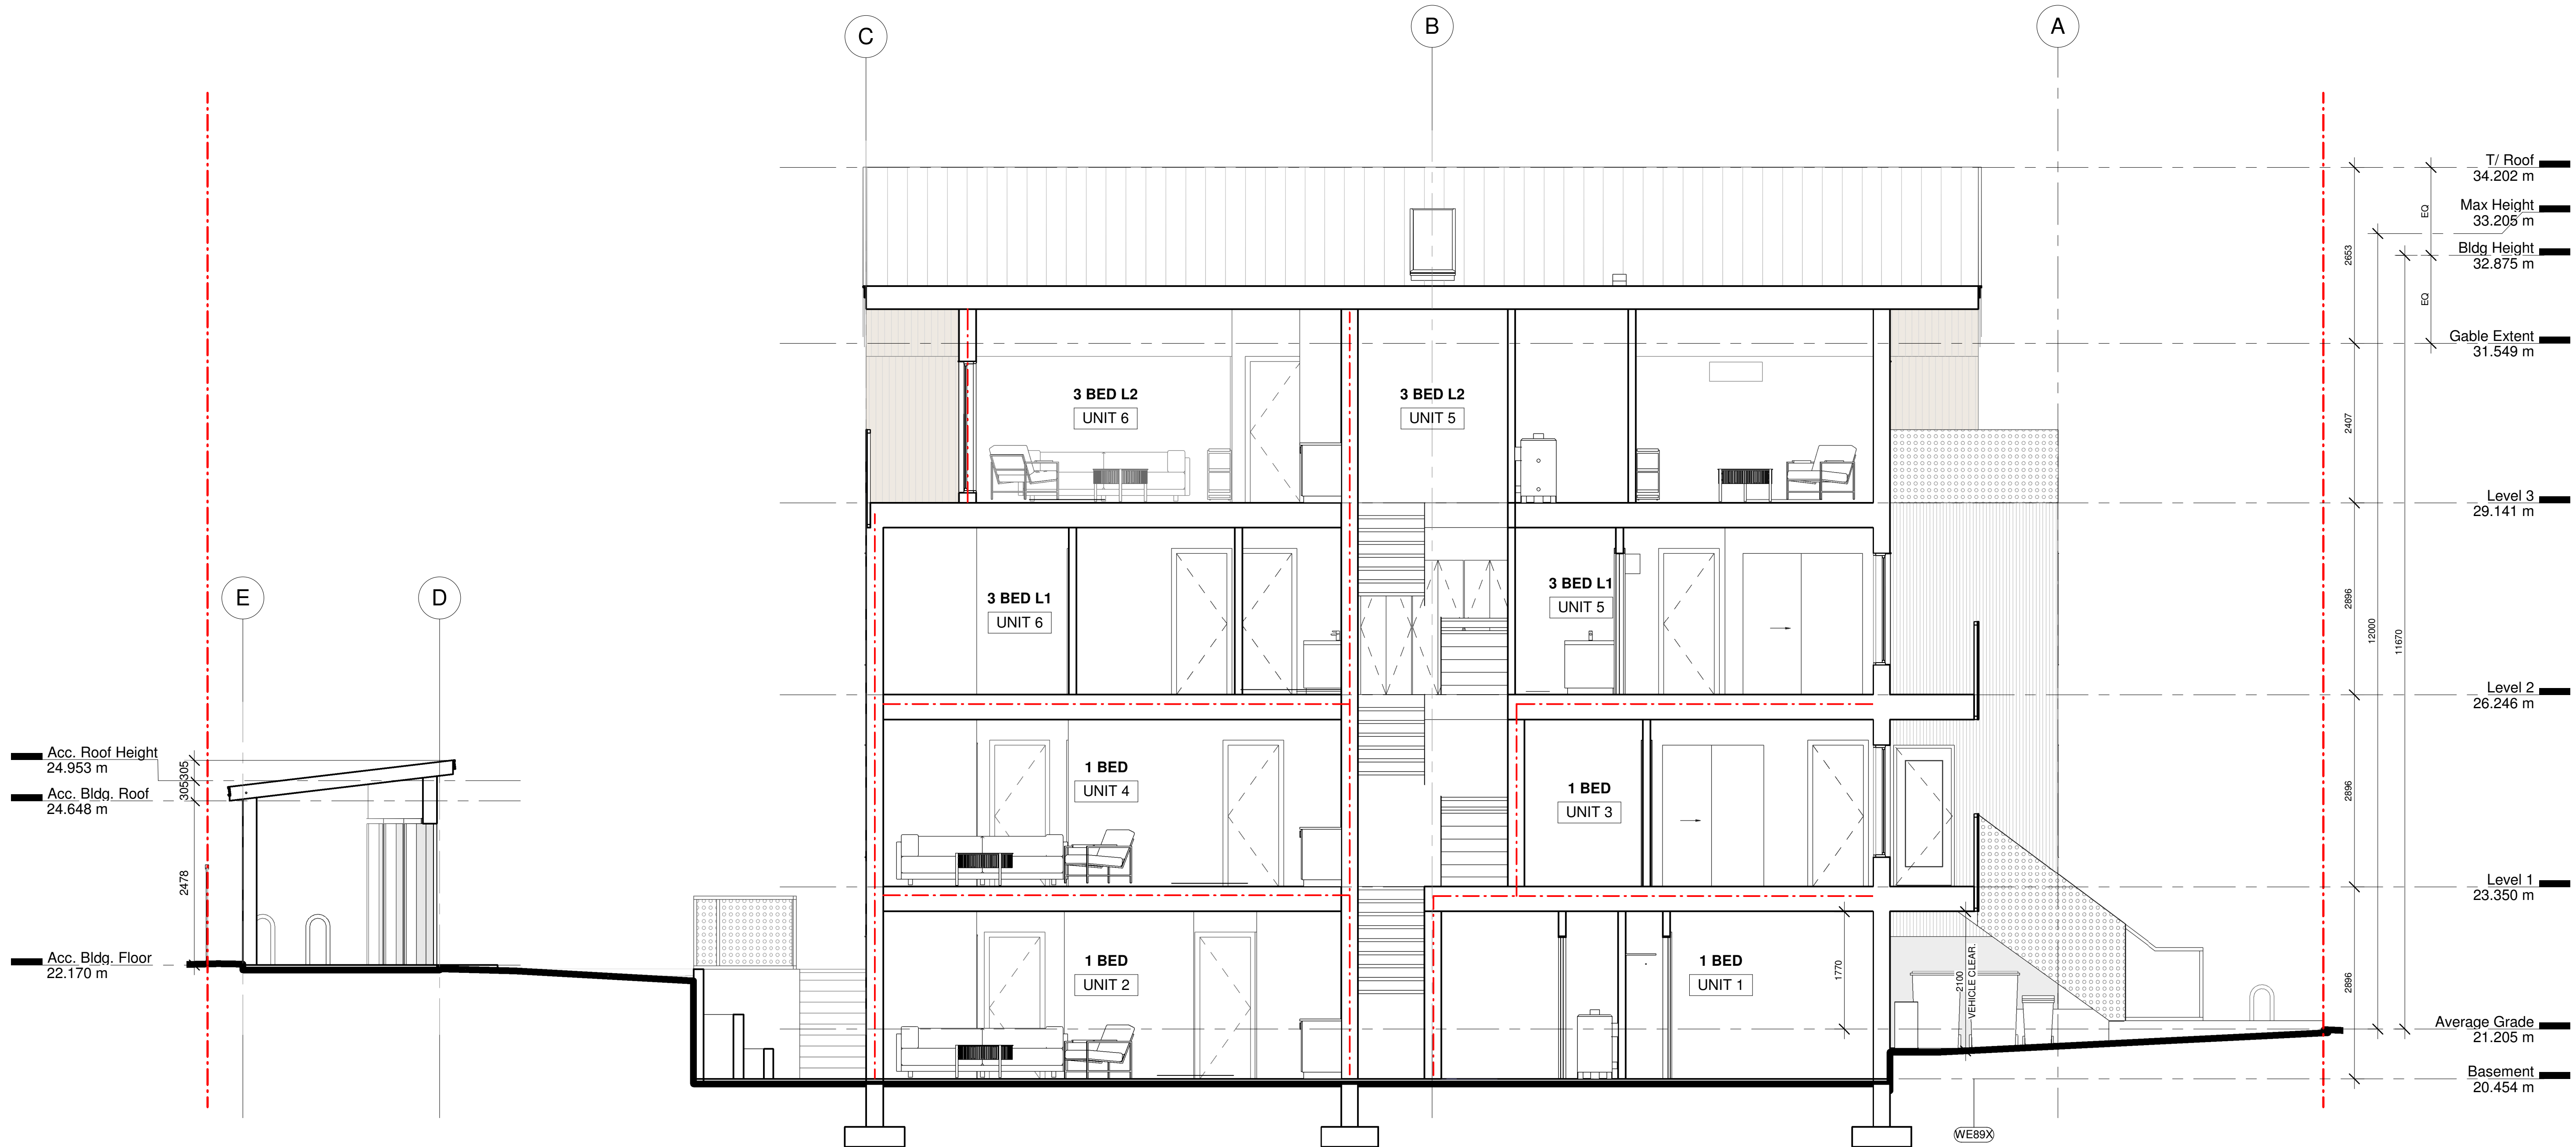 C
B
A
T/ Roof
34.202 m
Max Height
33.205 m
Bldg Height
32.875 m
Gable Extent
31.549 m
Level 3
29.141 m
Level 2
26.246 m
Level 1
23.350 m
Average Grade
21.205 m
Basement
20.454 m
EQ
EQ
2653
2407
2896
2896
2896
12000
11670
3 BED L2
UNIT 6
3 BED L2
UNIT 5
3 BED L1
UNIT 6
3 BED L1
UNIT 5
1 BED
UNIT 4
1 BED
UNIT 3
1 BED
UNIT 2
1 BED
UNIT 1
1770
2100
VEHICLE CLEAR.
WE89X
E
D
Acc. Roof Height
24.953 m
Acc. Bldg. Roof
24.648 m
Acc. Bldg. Floor
22.170 m
305
305
2478